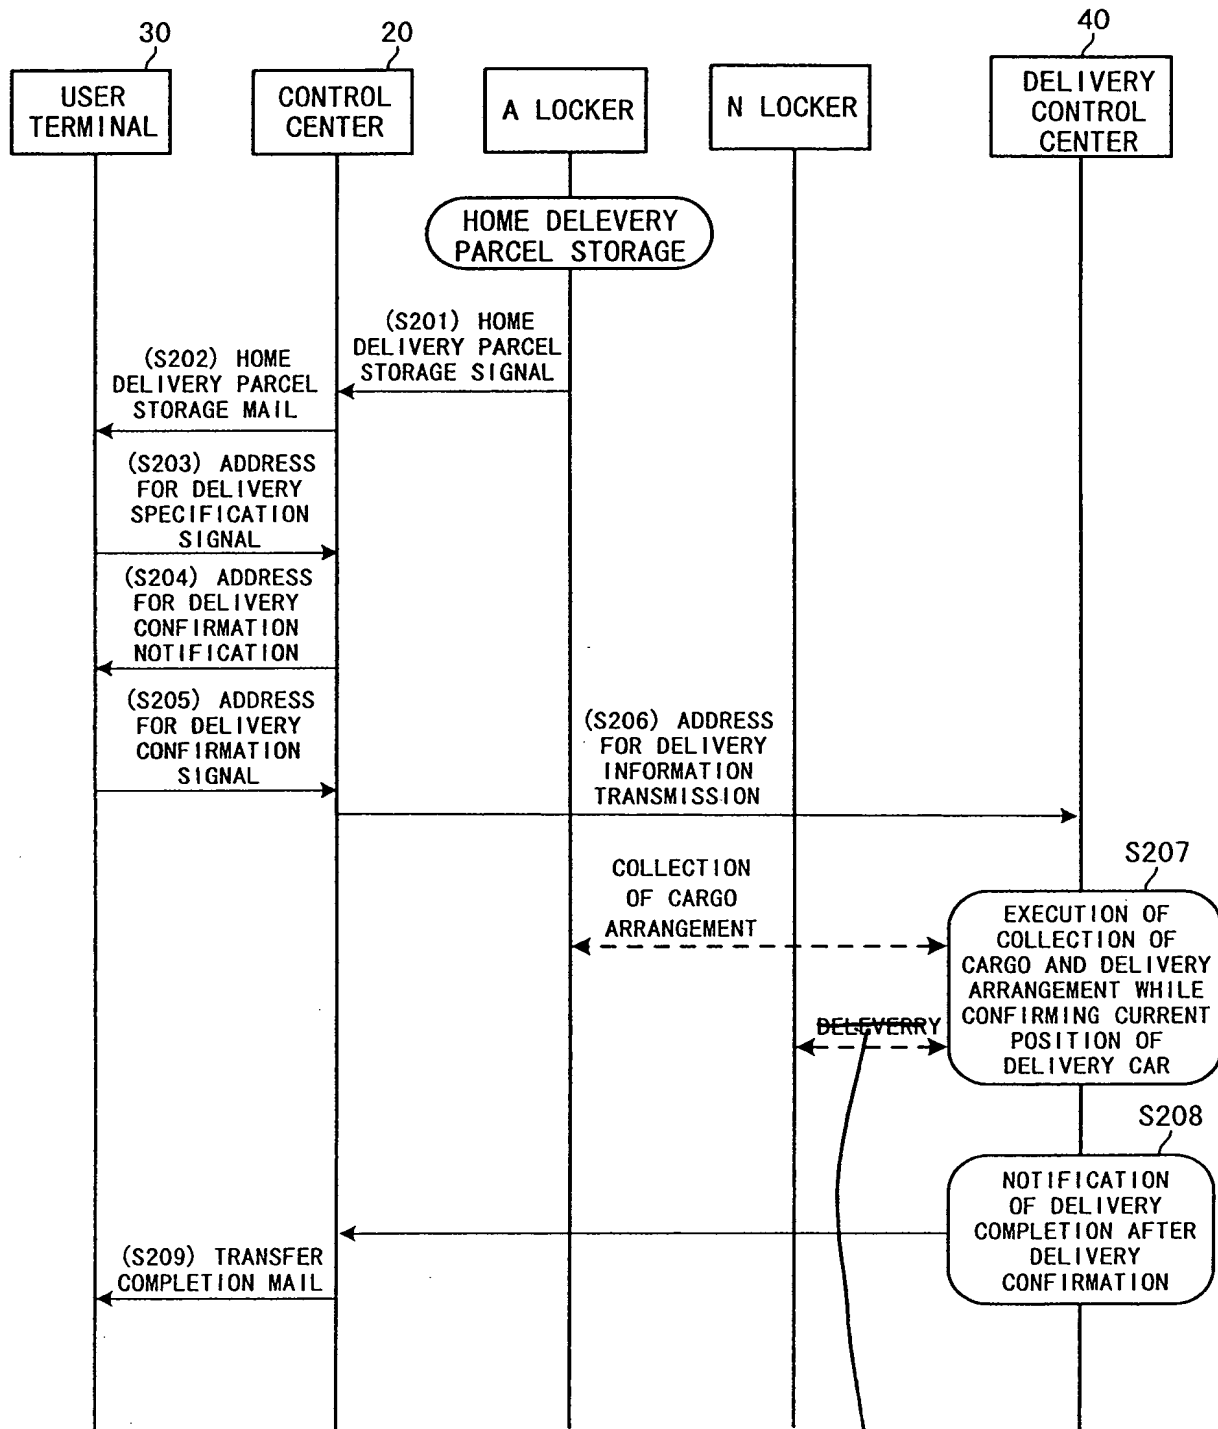 30
20
40
USER
TERMINAL
CONTROL
CENTER
A LOCKER
N LOCKER
DELIVERY
CONTROL
CENTER
HOME DELEVERY
PARCEL STORAGE
(S201) HOME
DELIVERY PARCEL
STORAGE SIGNAL
(S202) HOME
DELIVERY PARCEL
STORAGE MAIL
(S203) ADDRESS
FOR DELIVERY
SPECIFICATION
SIGNAL
(S204) ADDRESS
FOR DELIVERY
CONFIRMATION
NOTIFICATION
(S205) ADDRESS
FOR DELIVERY
CONFIRMATION
SIGNAL
(S206) ADDRESS
FOR DELIVERY
INFORMATION
TRANSMISSION
COLLECTION
OF CARGO
ARRANGEMENT
S207
EXECUTION OF
COLLECTION OF
CARGO AND DELIVERY
ARRANGEMENT WHILE
CONFIRMING CURRENT
POSITION OF
DELIVERY CAR
DELEVERRY
S208
NOTIFICATION
OF DELIVERY
COMPLETION AFTER
DELIVERY
CONFIRMATION
(S209) TRANSFER
COMPLETION MAIL